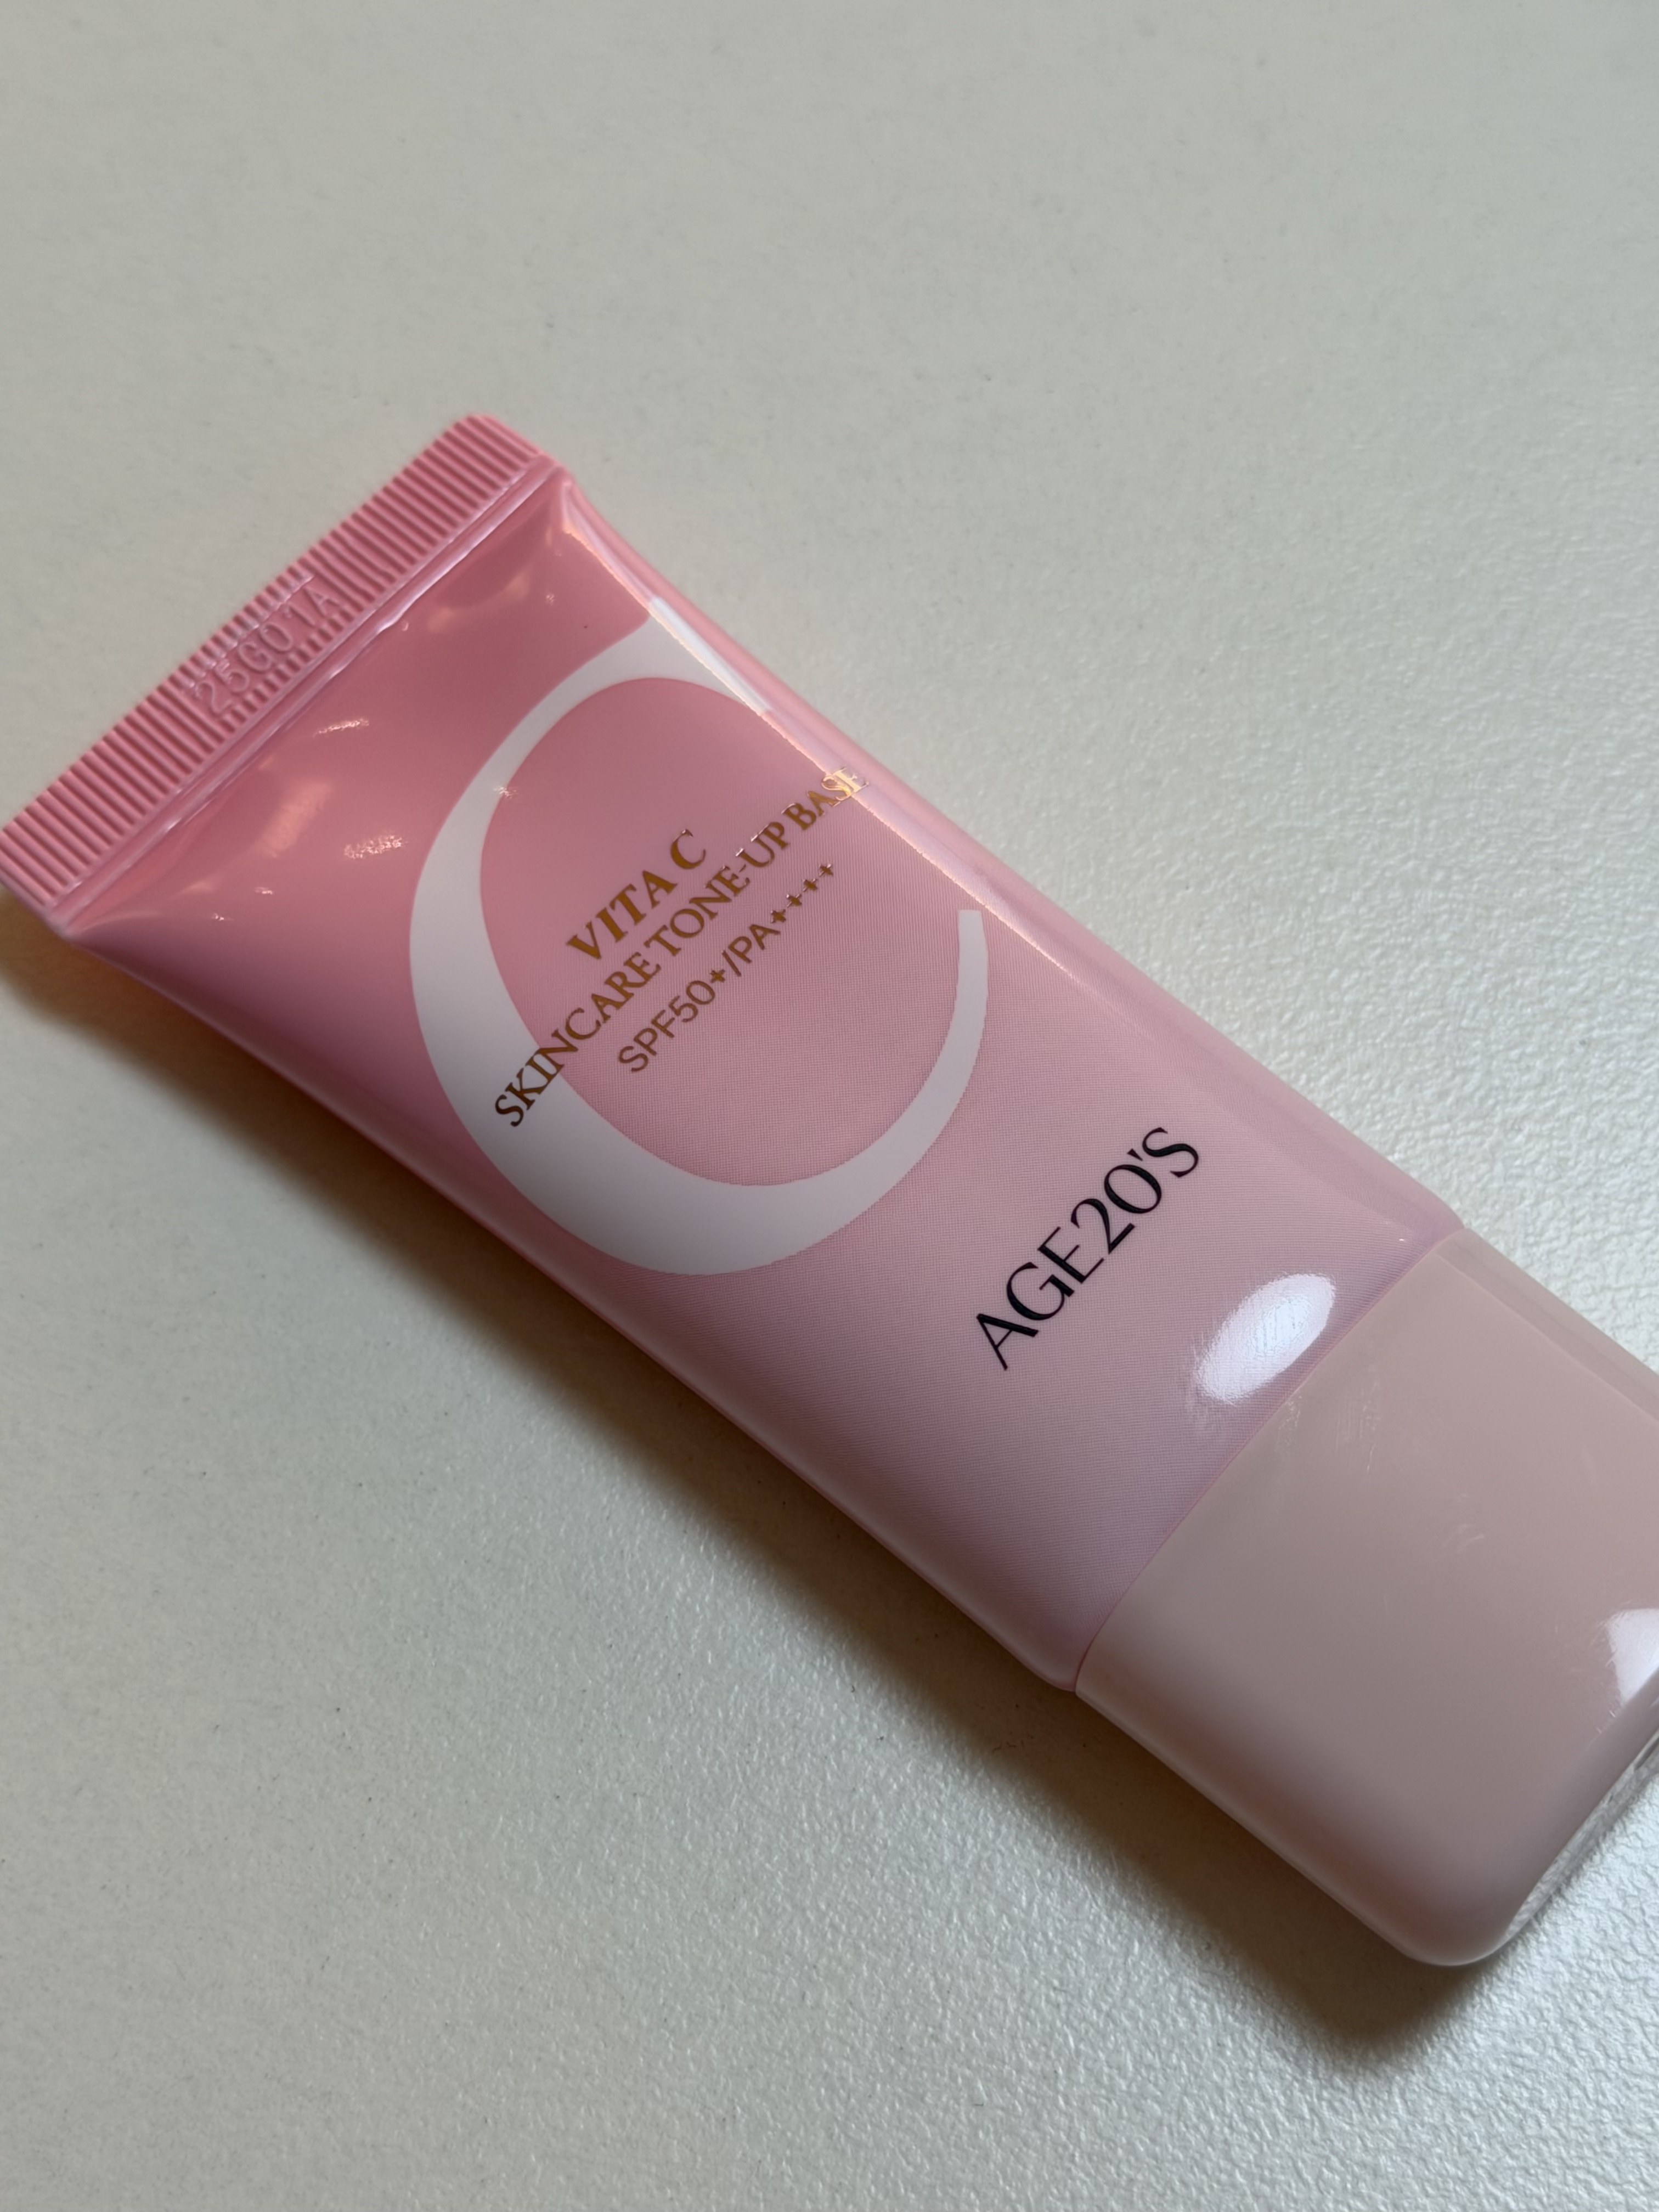 25G01A
VITA C
SKINCARE TONE-UP BASE
SPF50+/PA++++
AGE20'S